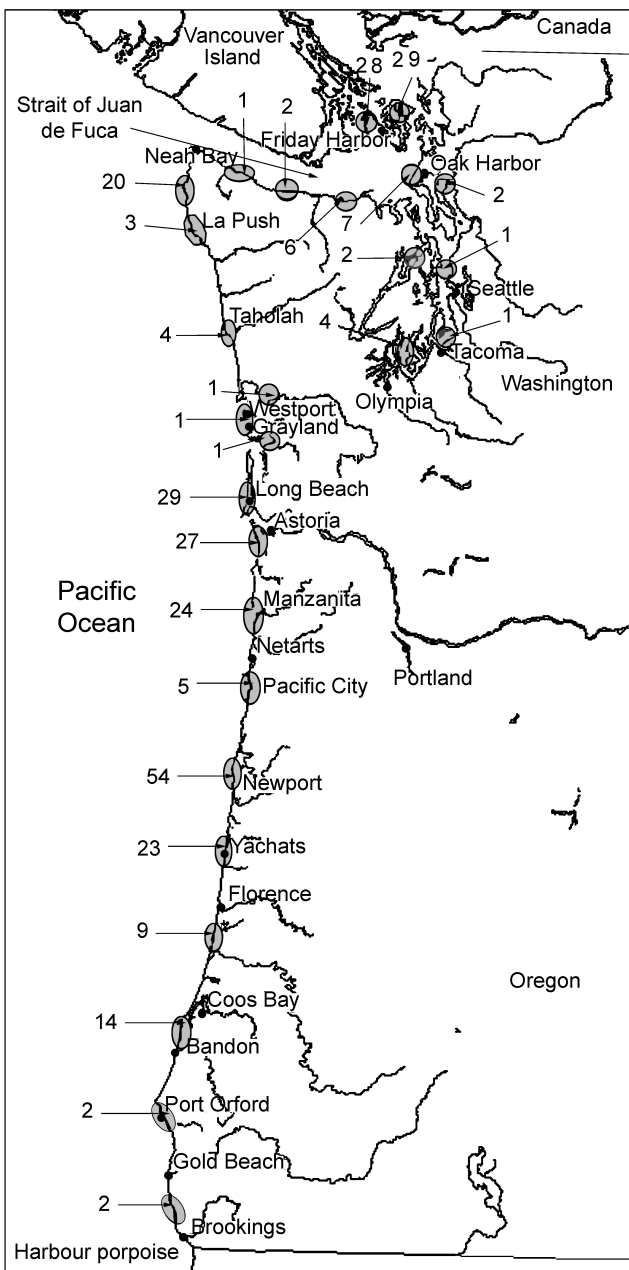 Canada
Vancouver
Island
28 29
Strait of Juan
de Fuca
1 2
Friday Harbor
Neah Bay
Oak Harbor
20
2
La Push
3
6 7
2
1
Seattle
Taholah
4
4
1
Tacoma
Washington
Olympia
1
Westport
1
Grayland
1
Long Beach
29
Astoria
27
Pacific
Ocean
Manzanita
24
Netarts
Portland
5
Pacific City
54
Newport
23
Yachats
Florence
9
Oregon
Coos Bay
14
Bandon
Port Orford
2
Gold Beach
2
Brookings
Harbour porpoise